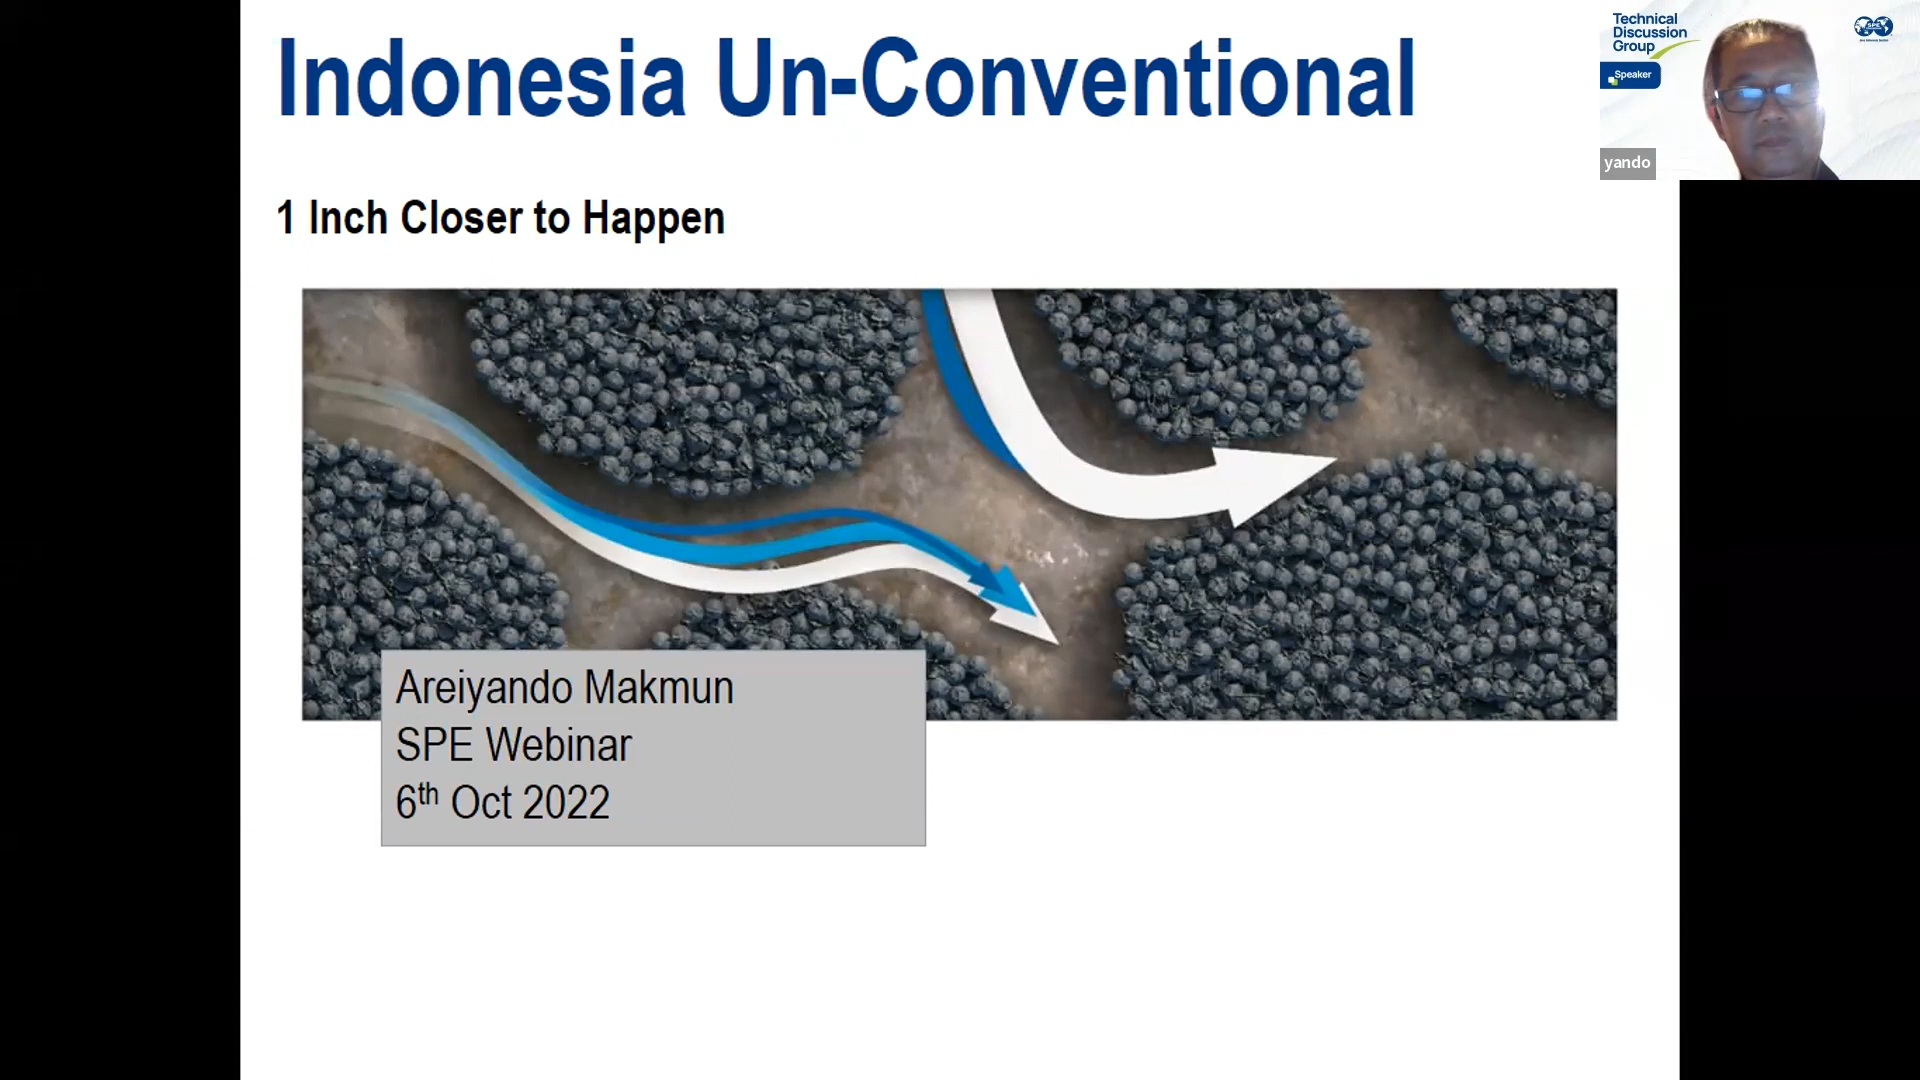 Indonesia Un-Conventional
1 Inch Closer to Happen
Areiyando Makmun
SPE Webinar
6th Oct 2022
Technical
Discussion
Group
Speaker
SPE
yando